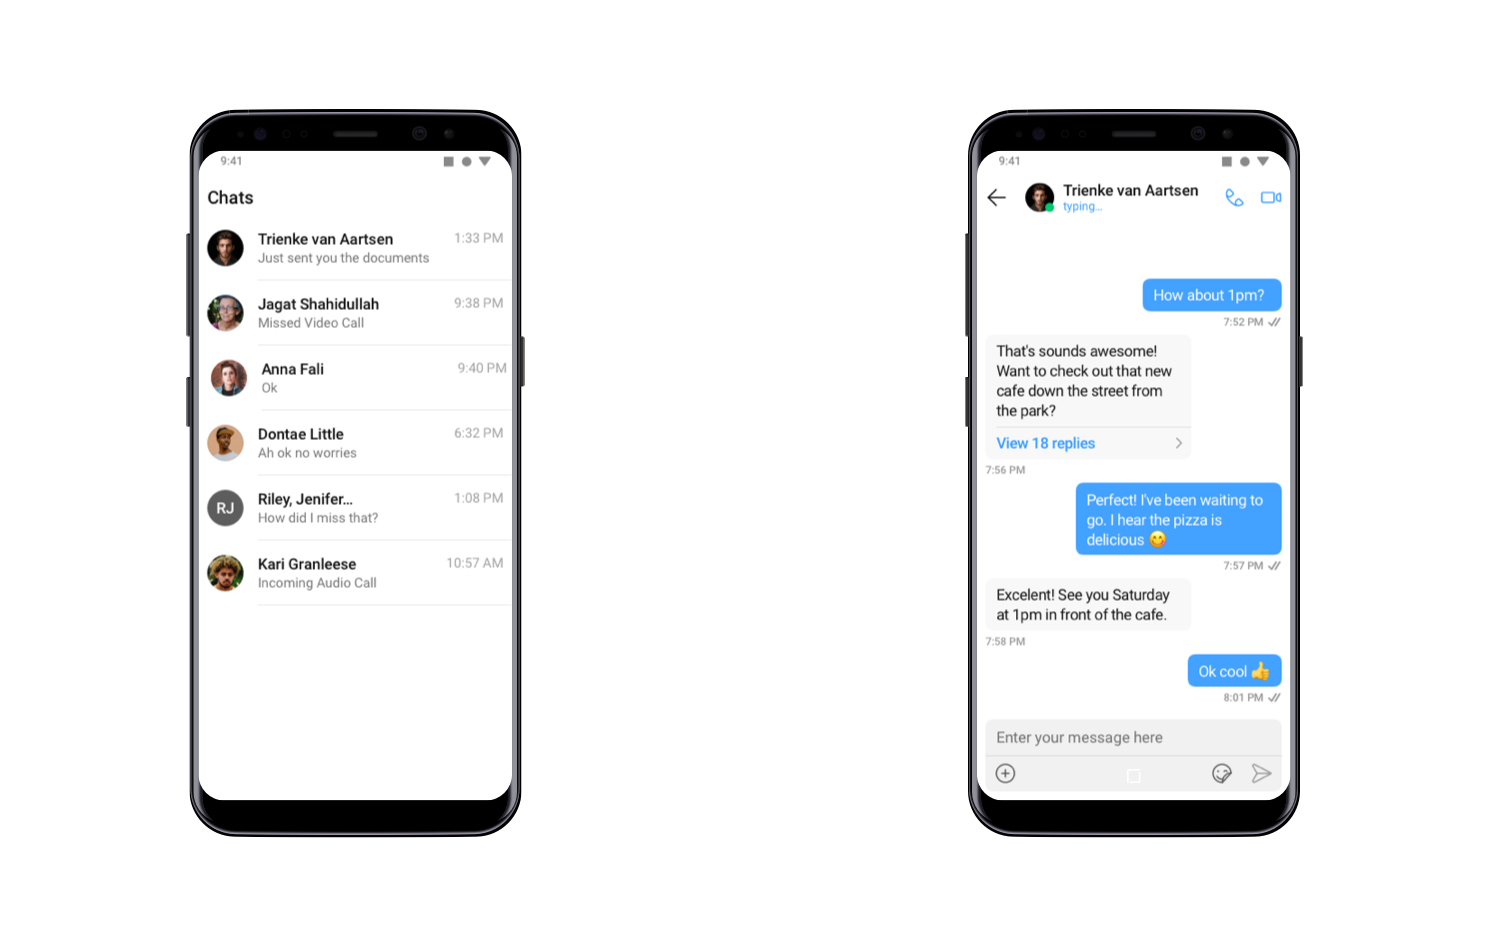 9:41
Chats
Trienke van Aartsen 1:33 PM
Just sent you the documents
Jagat Shahidullah 9:38 PM
Missed Video Call
Anna Fali 9:40 PM
Ok
Dontae Little 6:32 PM
Ah ok no worries
RJ Riley, Jenifer... 1:08 PM
How did I miss that?
Kari Granleese 10:57 AM
Incoming Audio Call
9:41
Trienke van Aartsen
typing...
How about 1pm?
7:52 PM
That's sounds awesome!
Want to check out that new
cafe down the street from
the park?
View 18 replies
7:56 PM
Perfect! I've been waiting to
go. I hear the pizza is
delicious 😋
7:57 PM
Excelent! See you Saturday
at 1pm in front of the cafe.
7:58 PM
Ok cool 👍
8:01 PM
Enter your message here